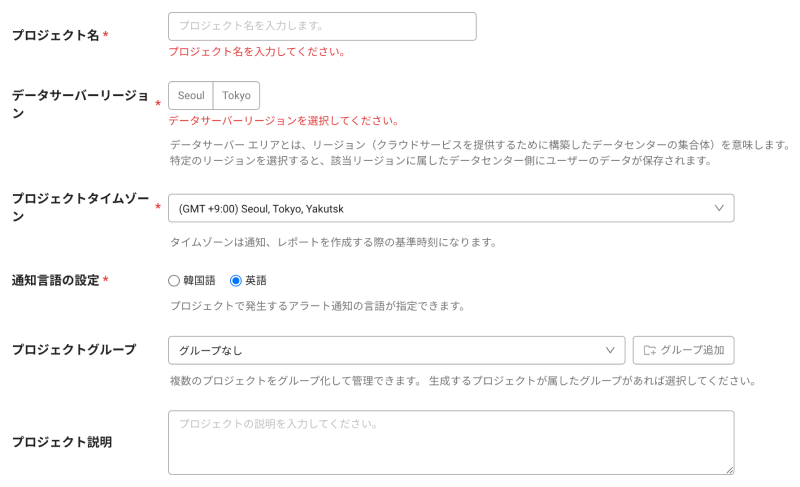 プロジェクト名 *
プロジェクト名を入力します。
プロジェクト名を入力してください。
データサーバーリージョ
ン *
Seoul Tokyo
データサーバーリージョンを選択してください。
データサーバー エリアとは、リージョン（クラウドサービスを提供するために構築したデータセンターの集合体）を意味します。
特定のリージョンを選択すると、該当リージョンに属したデータセンター側にユーザーのデータが保存されます。
プロジェクトタイムゾー
ン *
(GMT +9:00) Seoul, Tokyo, Yakutsk
タイムゾーンは通知、レポートを作成する際の基準時刻になります。
通知言語の設定 *
韓国語 英語
プロジェクトで発生するアラート通知の言語が指定できます。
プロジェクトグループ
グループなし
グループ追加
複数のプロジェクトをグループ化して管理できます。 生成するプロジェクトが属したグループがあれば選択してください。
プロジェクト説明
プロジェクトの説明を入力してください。